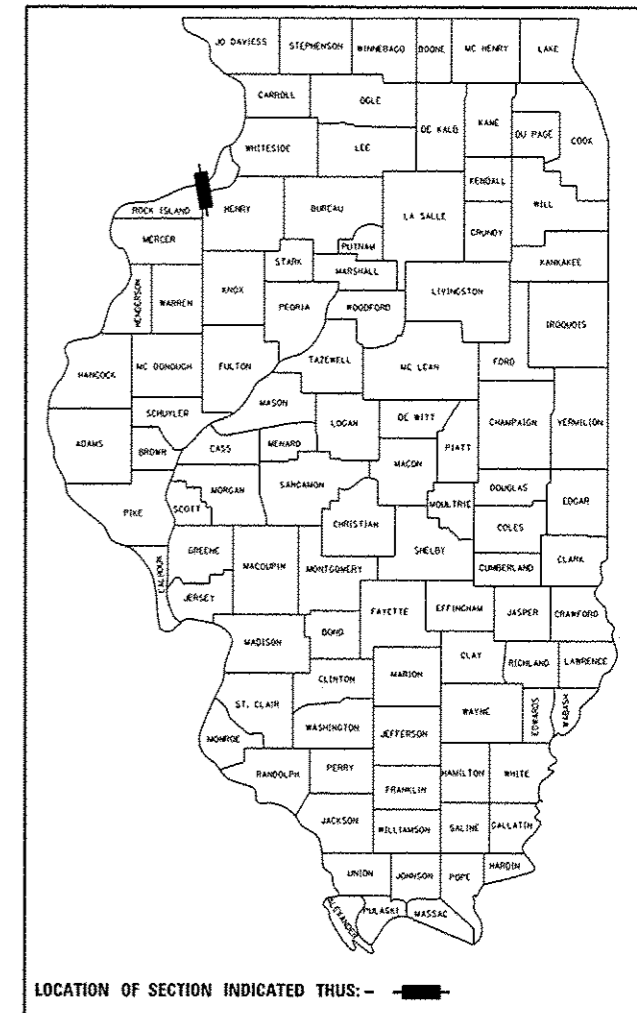 JO DAVIESS STEPHENSON WINNEBAGO BOONE MC HENRY LAKE
CARROLL OGLE DE KALB KANE DU PAGE COOK
WHITESIDE LEE
KENDALL WILL
ROCK ISLAND HENRY BUREAU LA SALLE GRUNDY
MERCER PUTNAM KANKAKEE
STARK MARSHALL
HENDERSON WARREN KNOX PEORIA WOODFORD LIVINGSTON IROQUOIS
HANCOCK MC DONOUGH FULTON TAZEWELL MC LEAN FORD
SCHUYLER MASON LOGAN DE WITT CHAMPAIGN VERMILION
ADAMS BROWN CASS MENARD MACON PIATT
PIKE SCOTT MORGAN SANGAMON CHRISTIAN MOULTRIE DOUGLAS EDGAR
COLES
CALHOUN GREENE MACOUPIN MONTGOMERY SHELBY CUMBERLAND CLARK
JERSEY FAYETTE EFFINGHAM JASPER CRAWFORD
MADISON BOND CLAY RICHLAND LAWRENCE
CLINTON MARION
ST. CLAIR WASHINGTON JEFFERSON WAYNE EDWARDS WABASH
MONROE
RANDOLPH PERRY FRANKLIN HAMILTON WHITE
JACKSON WILLIAMSON SALINE GALLATIN
UNION JOHNSON POPE HARDIN
ALEXANDER PULASKI MASSAC
LOCATION OF SECTION INDICATED THUS: -